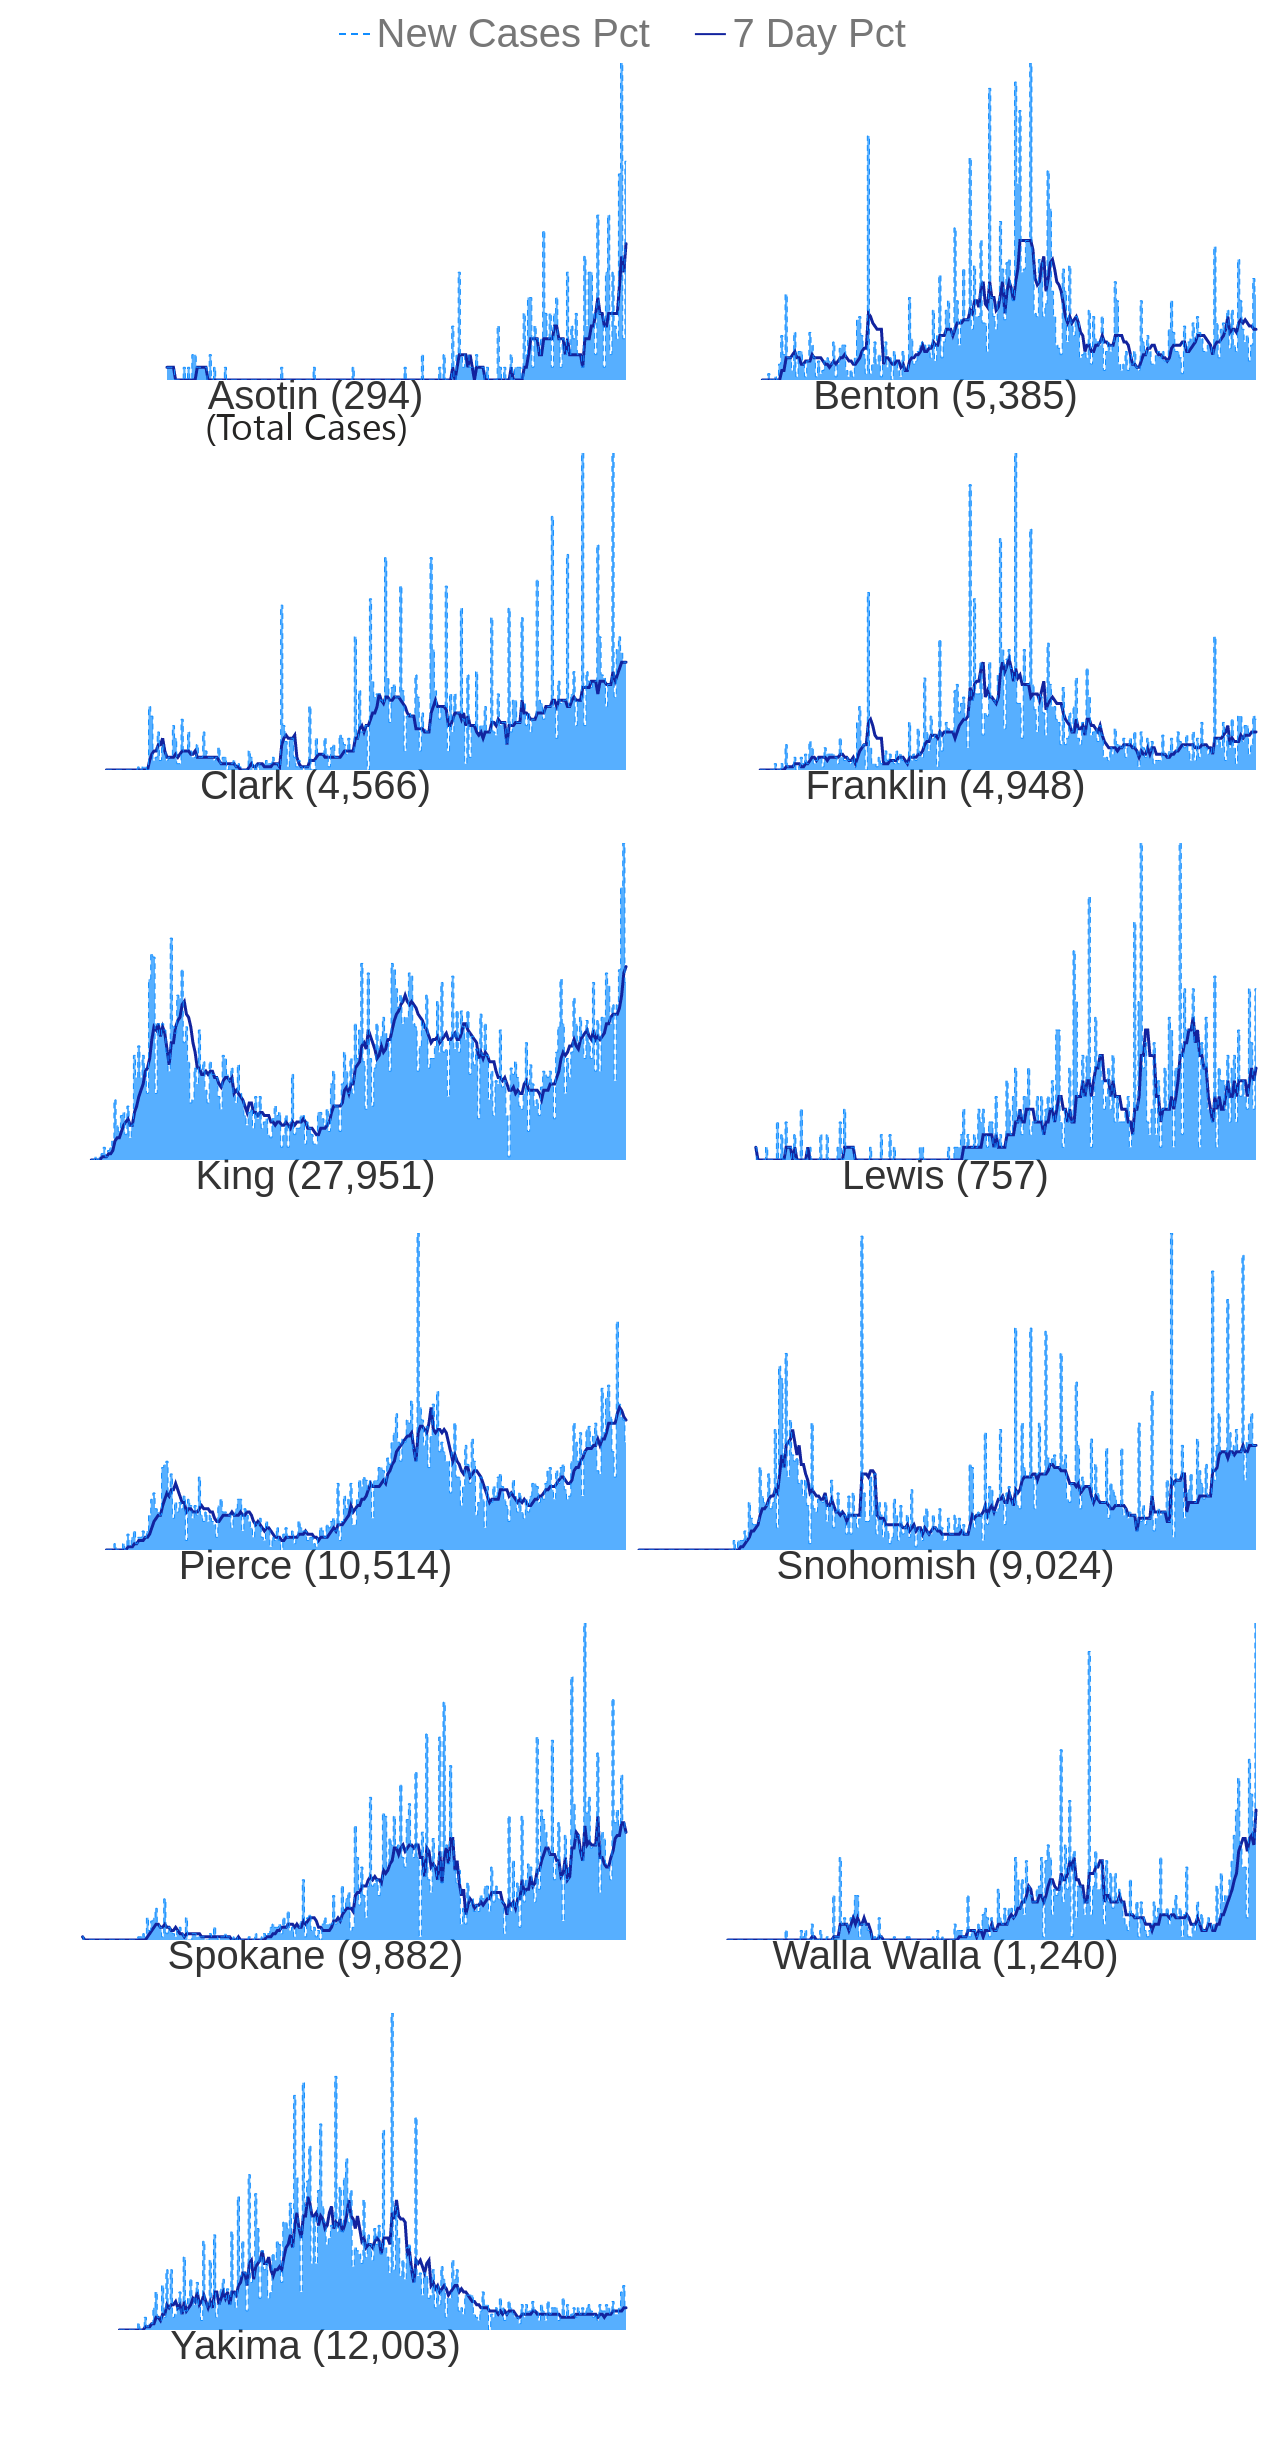 New Cases Pct 7 Day Pct
Asotin (294) Benton (5,385)
(Total Cases)
Clark (4,566) Franklin (4,948)
King (27,951) Lewis (757)
Pierce (10,514) Snohomish (9,024)
Spokane (9,882) Walla Walla (1,240)
Yakima (12,003)